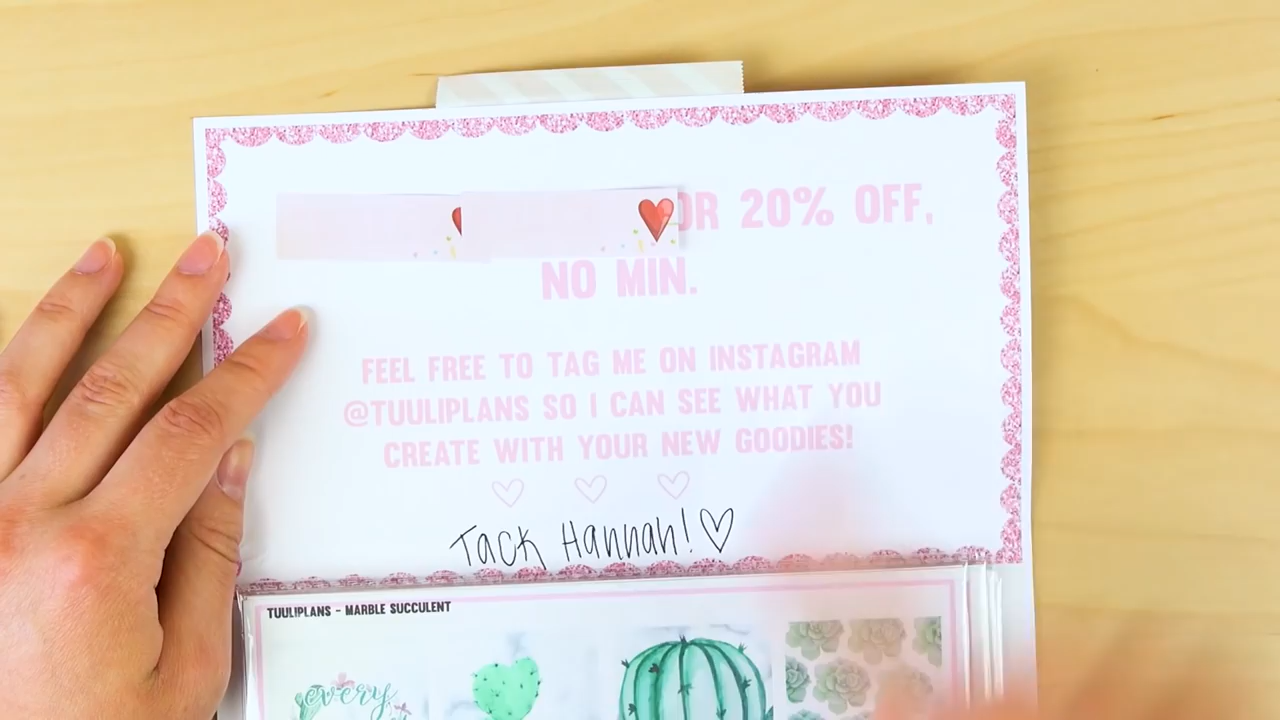 OR 20% OFF,
NO MIN.
FEEL FREE TO TAG ME ON INSTAGRAM
@TUULIPLANS SO I CAN SEE WHAT YOU
CREATE WITH YOUR NEW GOODIES!
Tack Hannah!
TUULIPLANS - MARBLE SUCCULENT
every